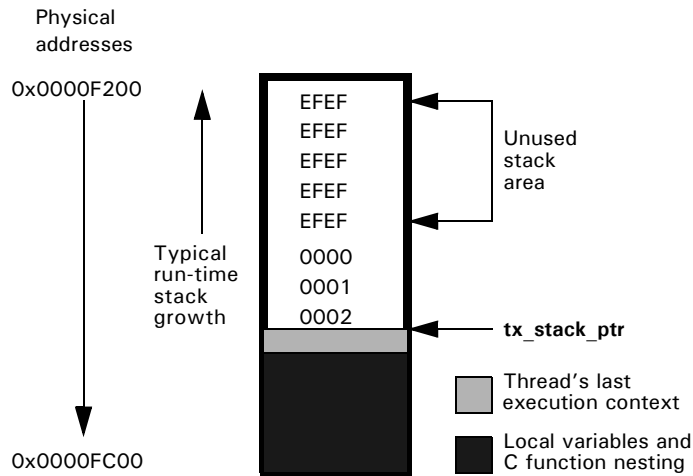 Physical
addresses
0x0000F200
EFEF
EFEF
EFEF
EFEF
EFEF
0000
0001
0002
Unused
stack
area
Typical
run-time
stack
growth
tx_stack_ptr
Thread's last
execution context
Local variables and
C function nesting
0x0000FC00